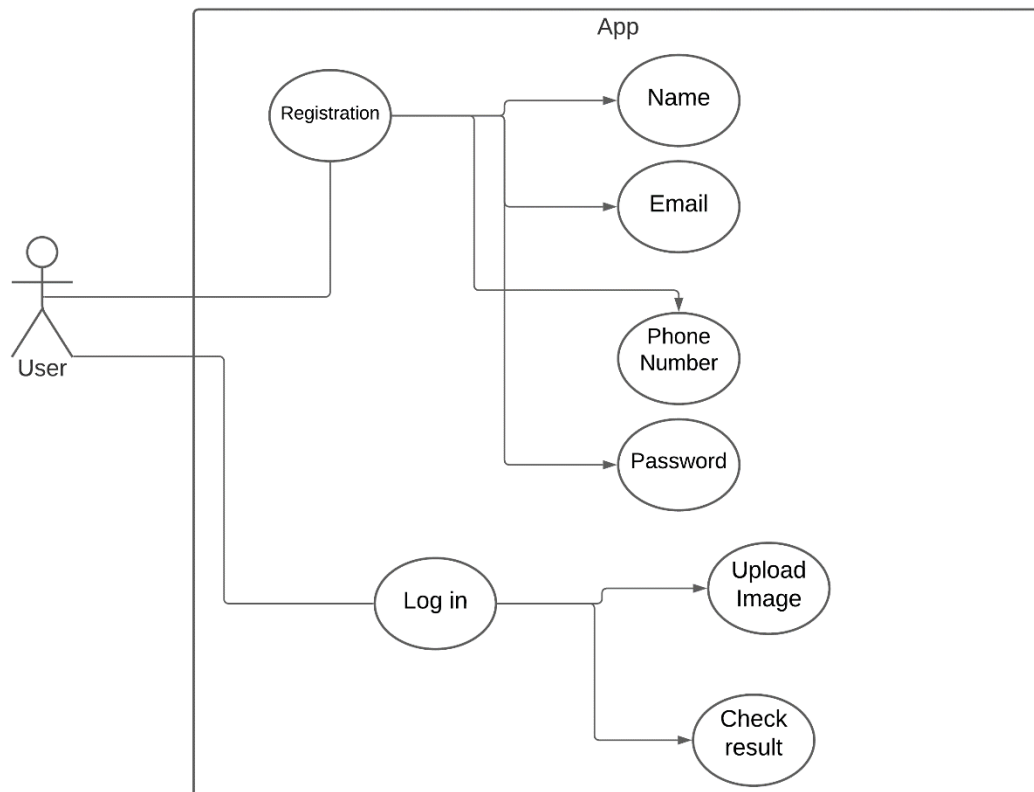 App
Registration
Name
Email
User
Phone
Number
Password
Log in
Upload
Image
Check
result